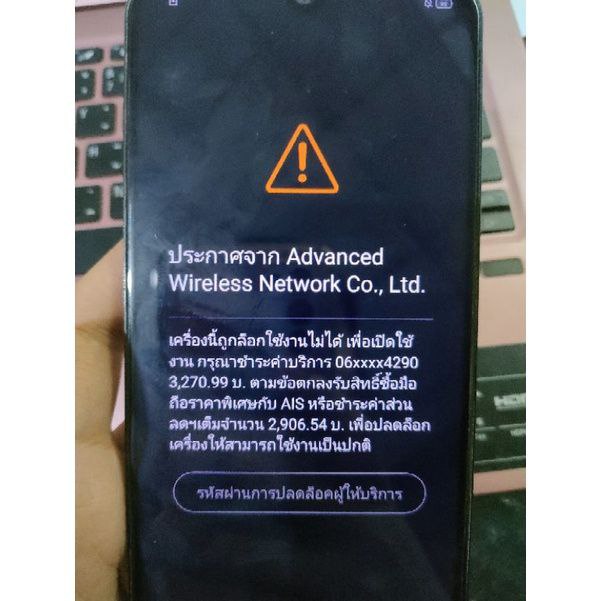 ประกาศจาก Advanced
Wireless Network Co., Ltd.
เครื่องนี้ถูกล็อกใช้งานไม่ได้ เพื่อเปิดใช้
งาน กรุณาชำระค่าบริการ 06xxxx4290
3,270.99 บ. ตามข้อตกลงรับสิทธิ์ซื้อมือ
ถือราคาพิเศษกับ AIS หรือชำระค่าส่วน
ลดฯเต็มจำนวน 2,906.54 บ. เพื่อปลดล็อก
เครื่องให้สามารถใช้งานเป็นปกติ
รหัสผ่านการปลดล็อคผู้ให้บริการ